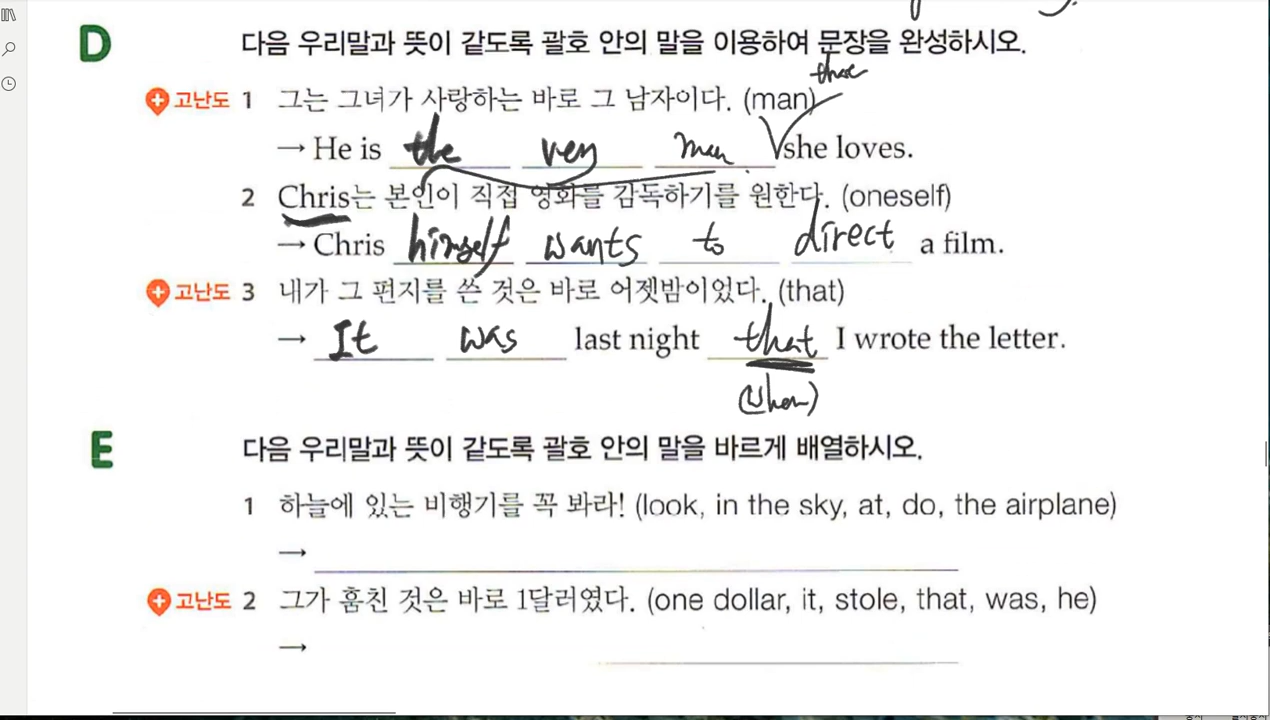 D 다음 우리말과 뜻이 같도록 괄호 안의 말을 이용하여 문장을 완성하시오.
that
고난도 1 그는 그녀가 사랑하는 바로 그 남자이다. (man)
→ He is the very man she loves.
2 Chris는 본인이 직접 영화를 감독하기를 원한다. (oneself)
→ Chris himself wants to direct a film.
고난도 3 내가 그 편지를 쓴 것은 바로 어젯밤이었다. (that)
→ It was last night that I wrote the letter.
(when)
E 다음 우리말과 뜻이 같도록 괄호 안의 말을 바르게 배열하시오.
1 하늘에 있는 비행기를 꼭 봐라! (look, in the sky, at, do, the airplane)
→
고난도 2 그가 훔친 것은 바로 1달러였다. (one dollar, it, stole, that, was, he)
→